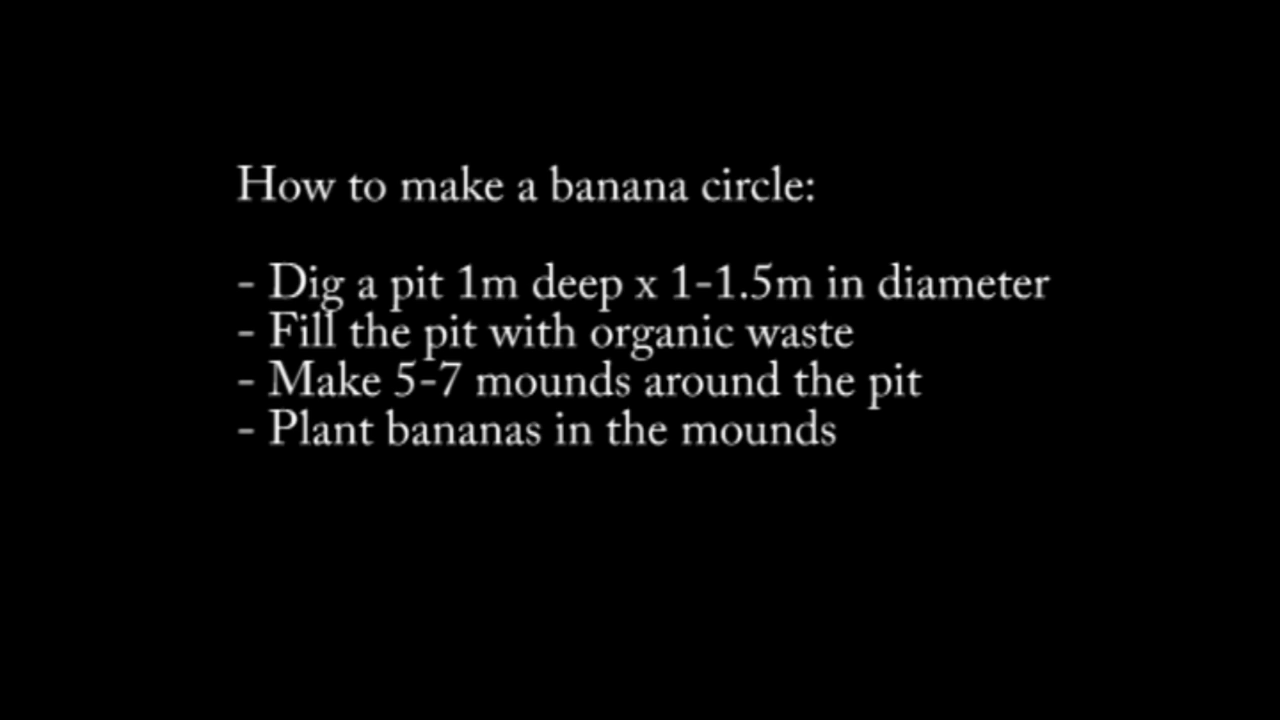 How to make a banana circle:
- Dig a pit 1m deep x 1-1.5m in diameter
- Fill the pit with organic waste
- Make 5-7 mounds around the pit
- Plant bananas in the mounds